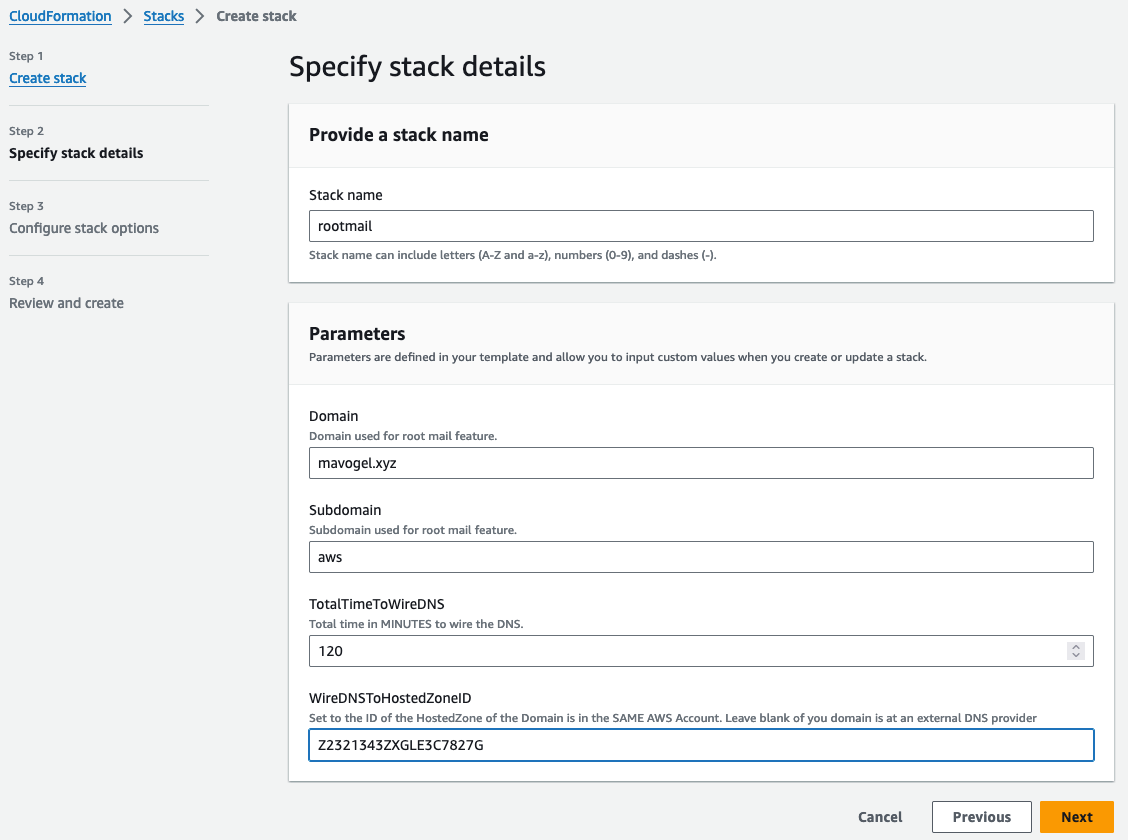 CloudFormation > Stacks > Create stack
Step 1
Create stack
Step 2
Specify stack details
Step 3
Configure stack options
Step 4
Review and create
Specify stack details
Provide a stack name
Stack name
rootmail
Stack name can include letters (A-Z and a-z), numbers (0-9), and dashes (-).
Parameters
Parameters are defined in your template and allow you to input custom values when you create or update a stack.
Domain
Domain used for root mail feature.
mavogel.xyz
Subdomain
Subdomain used for root mail feature.
aws
TotalTimeToWireDNS
Total time in MINUTES to wire the DNS.
120
WireDNSToHostedZoneID
Set to the ID of the HostedZone of the Domain is in the SAME AWS Account. Leave blank of you domain is at an external DNS provider
Z2321343ZXGLE3C7827G
Cancel Previous Next